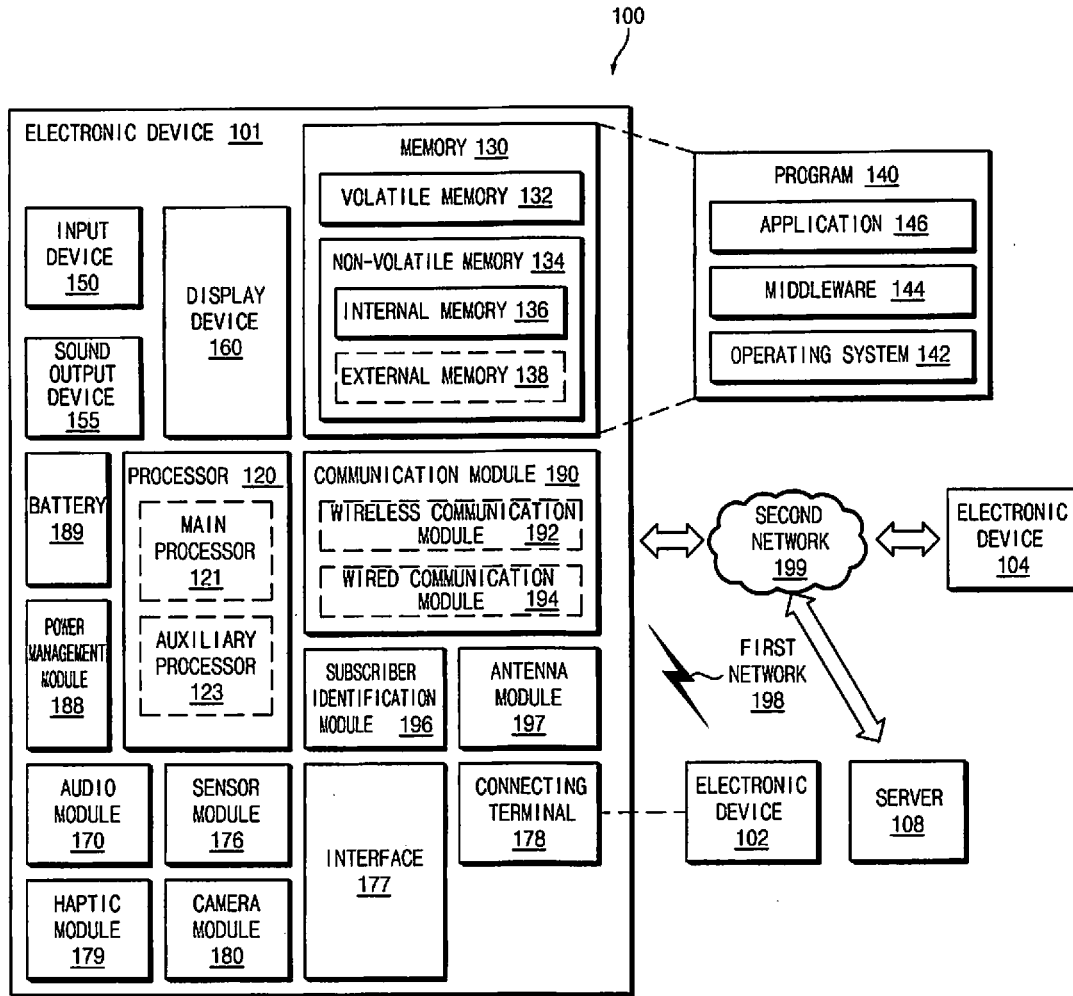 100
ELECTRONIC DEVICE 101
MEMORY 130
VOLATILE MEMORY 132
NON-VOLATILE MEMORY 134
INTERNAL MEMORY 136
EXTERNAL MEMORY 138
PROGRAM 140
APPLICATION 146
MIDDLEWARE 144
OPERATING SYSTEM 142
INPUT
DEVICE
150
DISPLAY
DEVICE
160
SOUND
OUTPUT
DEVICE
155
BATTERY
189
PROCESSOR 120
MAIN
PROCESSOR
121
AUXILIARY
PROCESSOR
123
COMMUNICATION MODULE 190
WIRELESS COMMUNICATION
MODULE 192
WIRED COMMUNICATION
MODULE 194
SECOND
NETWORK
199
ELECTRONIC
DEVICE
104
POWER
MANAGEMENT
MODULE
188
SUBSCRIBER
IDENTIFICATION
MODULE 196
ANTENNA
MODULE
197
FIRST
NETWORK
198
AUDIO
MODULE
170
SENSOR
MODULE
176
INTERFACE
177
CONNECTING
TERMINAL
178
ELECTRONIC
DEVICE
102
SERVER
108
HAPTIC
MODULE
179
CAMERA
MODULE
180